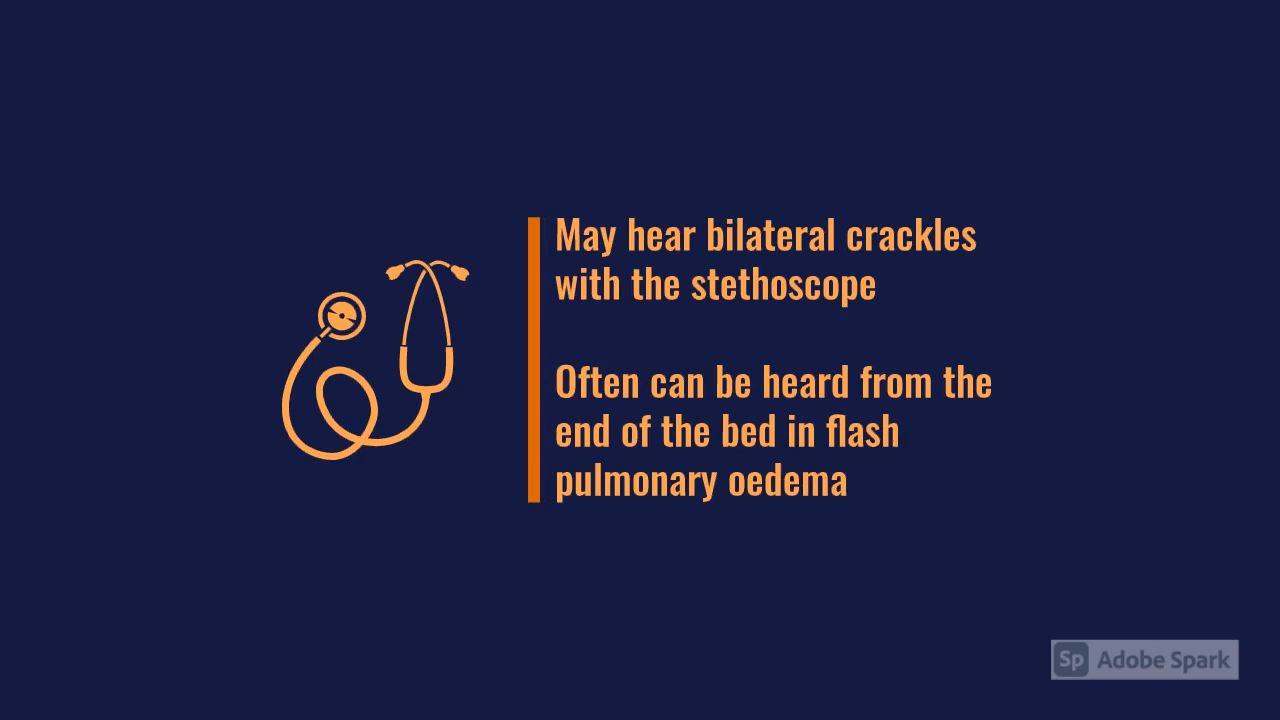 May hear bilateral crackles
with the stethoscope
Often can be heard from the
end of the bed in flash
pulmonary oedema
Sp Adobe Spark